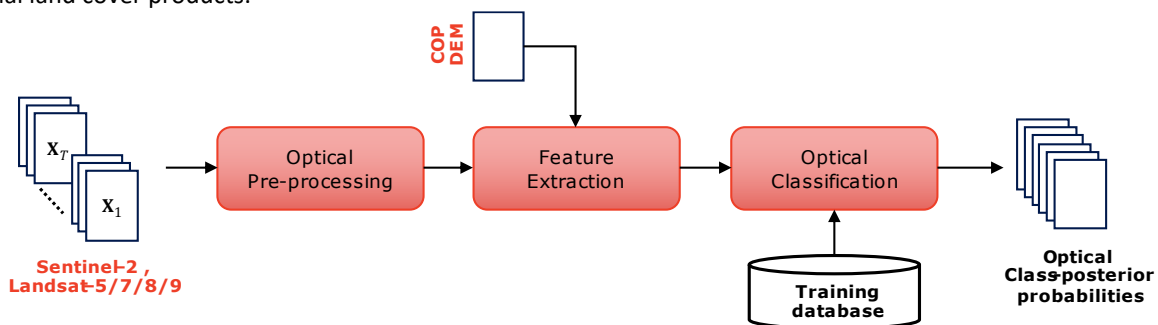 nal land cover products.
COP
DEM
X_T
X_1
Optical
Pre-processing
Feature
Extraction
Optical
Classification
Sentinel-2 ,
Landsat-5/7/8/9
Training
database
Optical
Class-posterior
probabilities